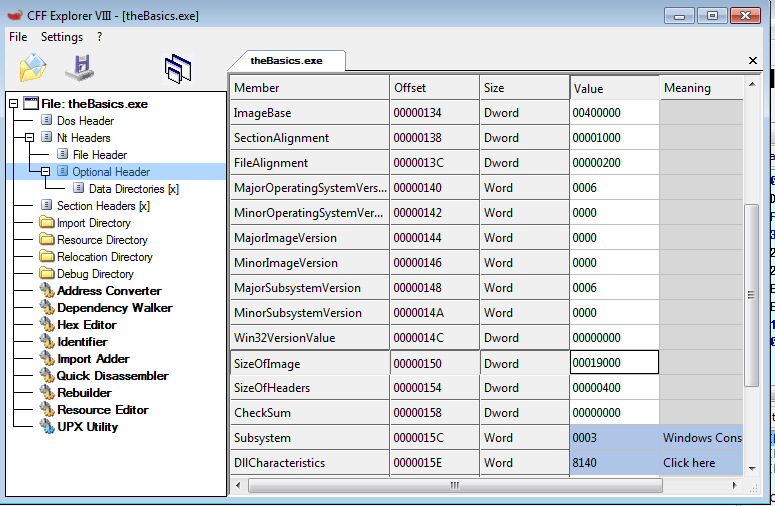 CFF Explorer VIII - [theBasics.exe]
File Settings ?
theBasics.exe
File: theBasics.exe
Dos Header
Nt Headers
File Header
Optional Header
Data Directories [x]
Section Headers [x]
Import Directory
Resource Directory
Relocation Directory
Debug Directory
Address Converter
Dependency Walker
Hex Editor
Identifier
Import Adder
Quick Disassembler
Rebuilder
Resource Editor
UPX Utility
Member Offset Size Value Meaning
ImageBase 00000134 Dword 00400000
SectionAlignment 00000138 Dword 00001000
FileAlignment 0000013C Dword 00000200
MajorOperatingSystemVers... 00000140 Word 0006
MinorOperatingSystemVer... 00000142 Word 0000
MajorImageVersion 00000144 Word 0000
MinorImageVersion 00000146 Word 0000
MajorSubsystemVersion 00000148 Word 0006
MinorSubsystemVersion 0000014A Word 0000
Win32VersionValue 0000014C Dword 00000000
SizeOfImage 00000150 Dword 00019000
SizeOfHeaders 00000154 Dword 00000400
CheckSum 00000158 Dword 00000000
Subsystem 0000015C Word 0003 Windows Cons
DllCharacteristics 0000015E Word 8140 Click here